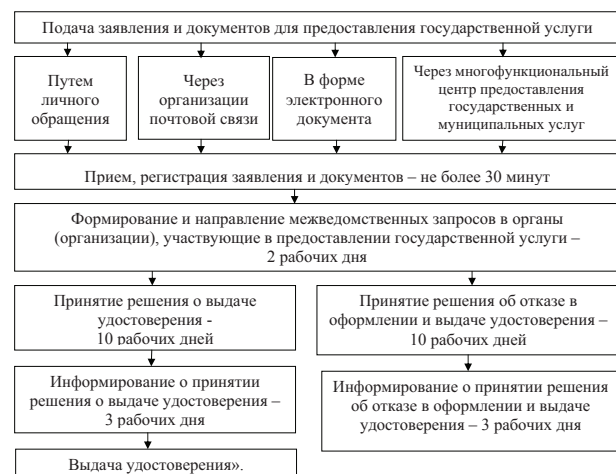 Подача заявления и документов для предоставления государственной услуги
Путем
личного
обращения
Через
организации
почтовой связи
В форме
электронного
документа
Через многофункциональный
центр предоставления
государственных и
муниципальных услуг
Прием, регистрация заявления и документов – не более 30 минут
Формирование и направление межведомственных запросов в органы
(организации), участвующие в предоставлении государственной услуги –
2 рабочих дня
Принятие решения о выдаче
удостоверения -
10 рабочих дней
Принятие решения об отказе в
оформлении и выдаче удостоверения –
10 рабочих дней
Информирование о принятии
решения о выдаче удостоверения –
3 рабочих дня
Информирование о принятии решения
об отказе в оформлении и выдаче
удостоверения – 3 рабочих дня
Выдача удостоверения».